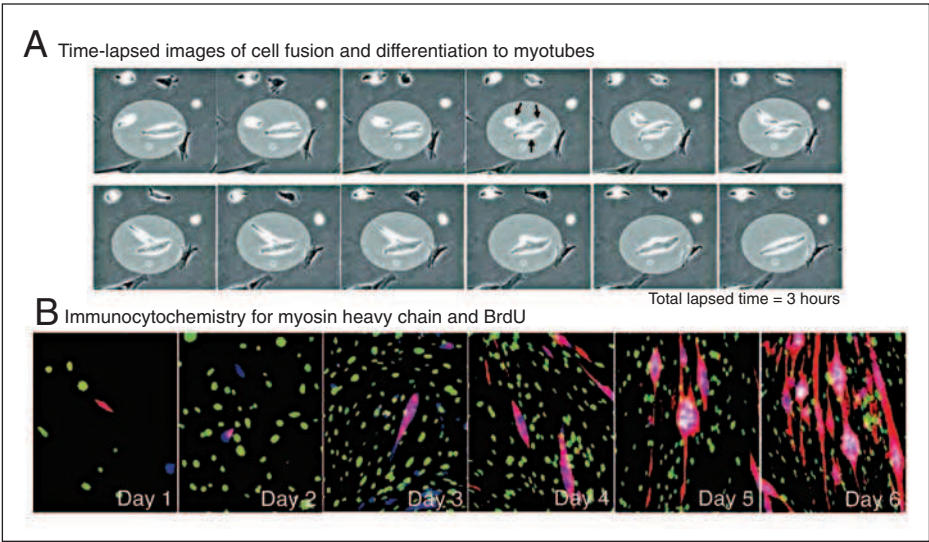 A Time-lapsed images of cell fusion and differentiation to myotubes
Total lapsed time = 3 hours
B Immunocytochemistry for myosin heavy chain and BrdU
Day 1 Day 2 Day 3 Day 4 Day 5 Day 6